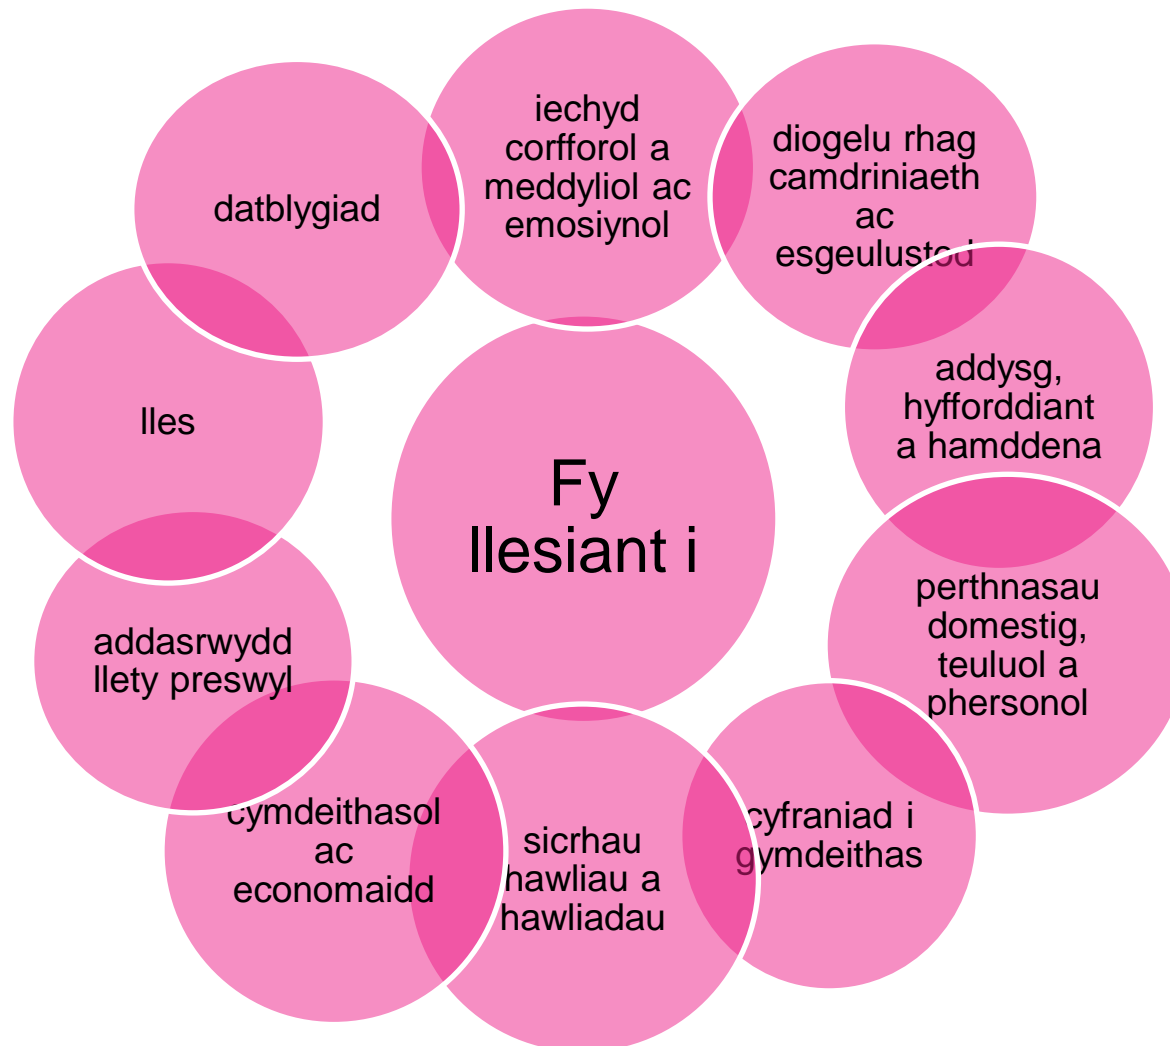 Fy
llesiant i
iechyd
corfforol a
meddyliol ac
emosiynol
diogelu rhag
camdriniaeth
ac
esgeulustod
addysg,
hyfforddiant
a hamddena
perthnasau
domestig,
teuluol a
phersonol
cyfraniad i
gymdeithas
sicrhau
hawliau a
hawliadau
cymdeithasol
ac
economaidd
addasrwydd
llety preswyl
lles
datblygiad